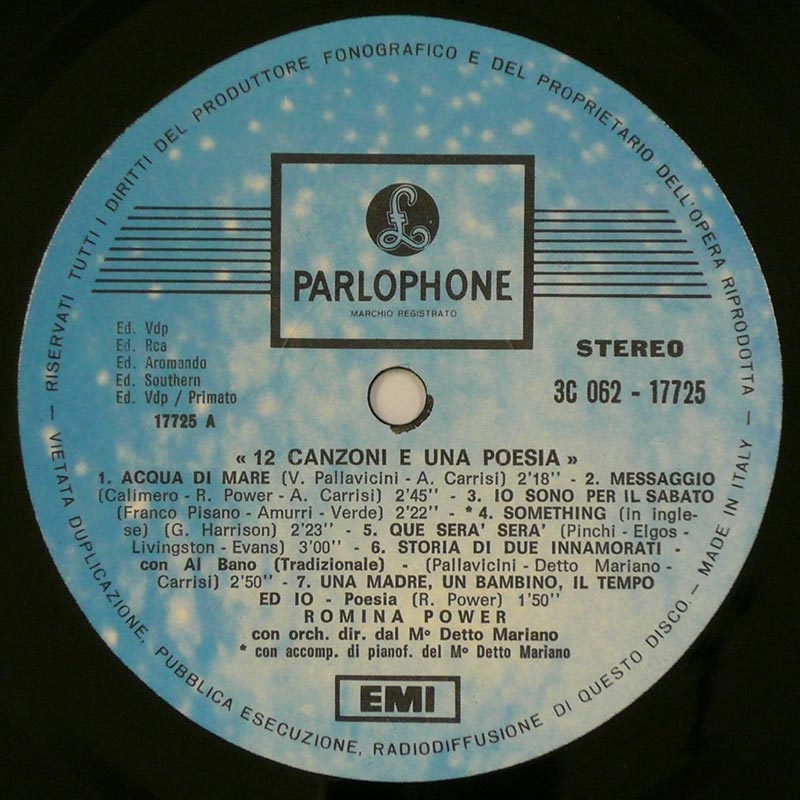 RISERVATI TUTTI I DIRITTI DEL PRODUTTORE FONOGRAFICO E DEL PROPRIETARIO DELL'OPERA RIPRODOTTA —
£
PARLOPHONE
MARCHIO REGISTRATO
Ed. Vdp
Ed. Rca
Ed. Aromando
Ed. Southern
Ed. Vdp / Primato
17725 A
STEREO
3C 062 - 17725
« 12 CANZONI E UNA POESIA »
1. ACQUA DI MARE (V. Pallavicini - A. Carrisi) 2'18" - 2. MESSAGGIO
(Calimero - R. Power - A. Carrisi) 2'45" - 3. IO SONO PER IL SABATO
(Franco Pisano - Amurri - Verde) 2'22" - * 4. SOMETHING (in ingle-
se) (G. Harrison) 2'23" - 5. QUE SERA' SERA' (Pinchi - Elgos -
Livingston - Evans) 3'00" - 6. STORIA DI DUE INNAMORATI -
con Al Bano (Tradizionale) - (Pallavicini - Detto Mariano -
Carrisi) 2'50" - 7. UNA MADRE, UN BAMBINO, IL TEMPO
ED IO - Poesia (R. Power) 1'50"
ROMINA POWER
con orch. dir. dal Mº Detto Mariano
* con accomp. di pianof. del Mº Detto Mariano
EMI
— VIETATA DUPLICAZIONE, PUBBLICA ESECUZIONE, RADIODIFFUSIONE DI QUESTO DISCO. — MADE IN ITALY —